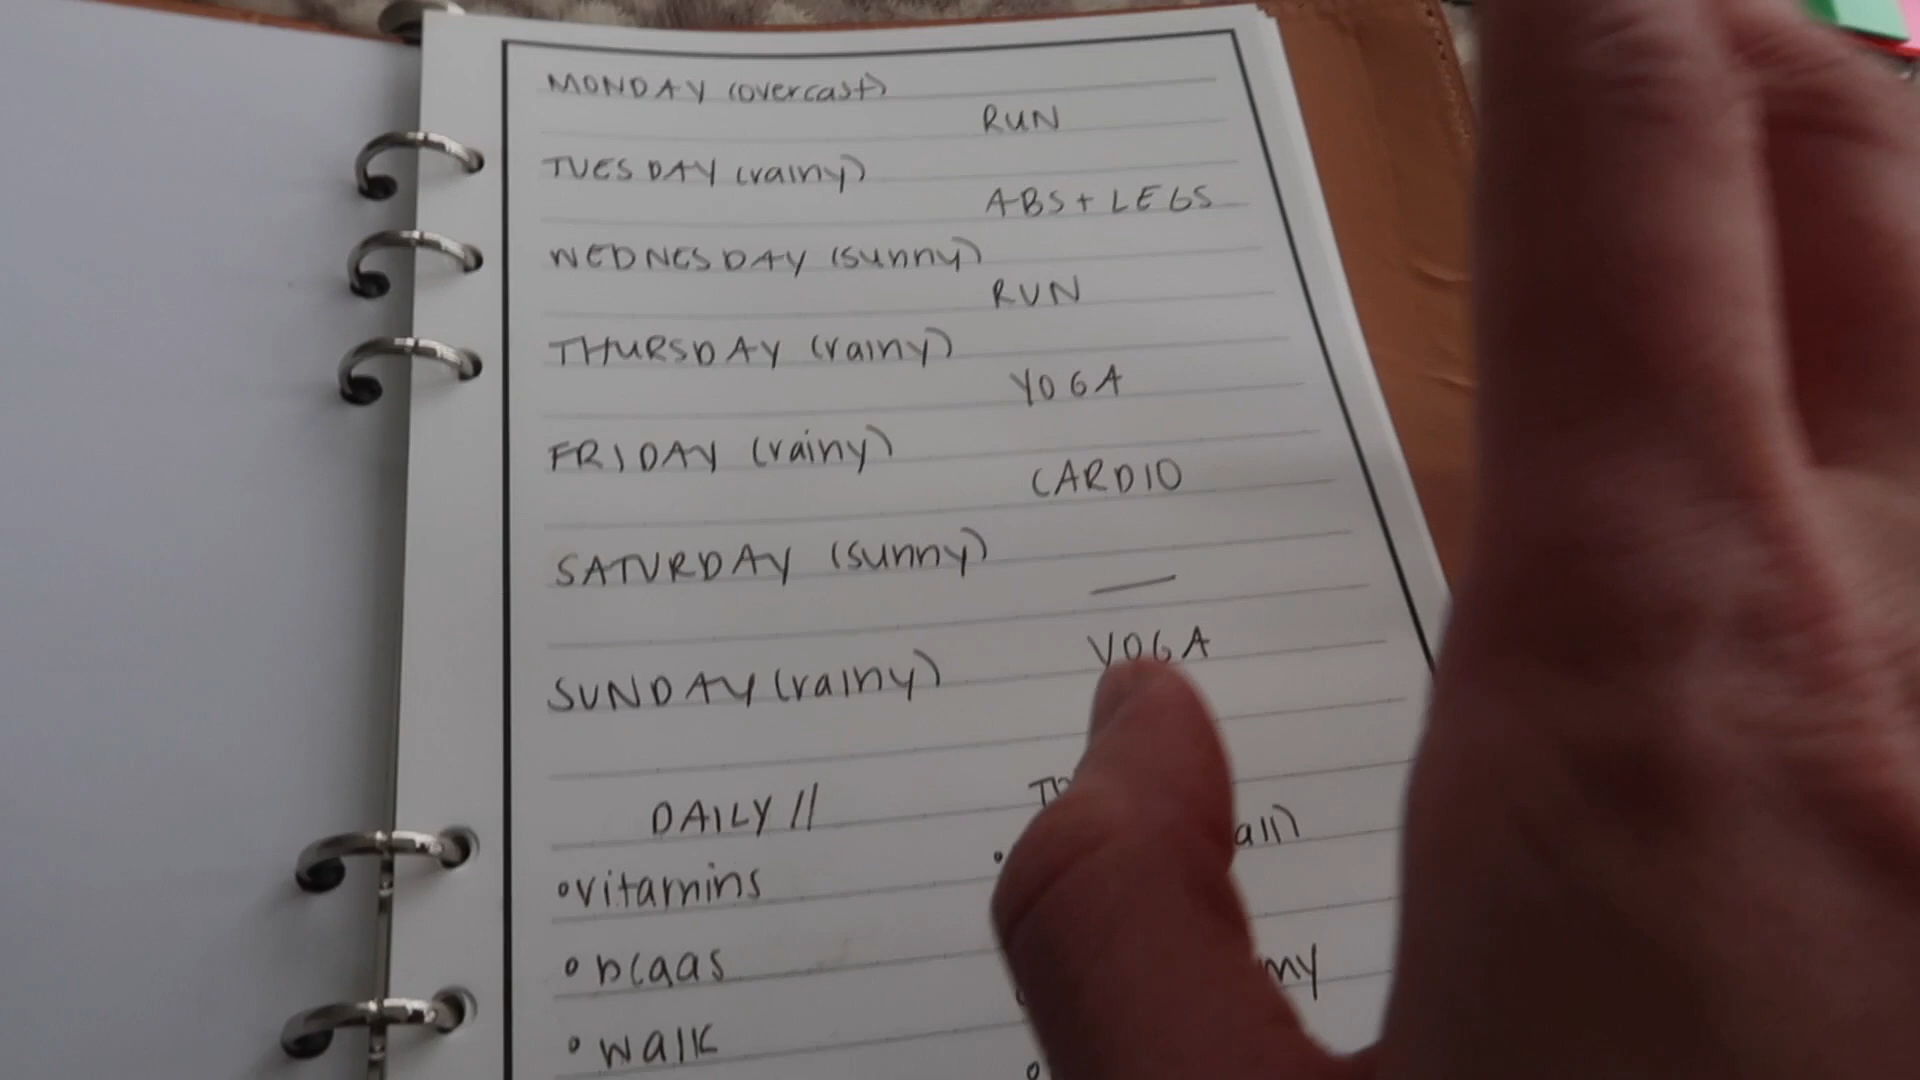 MONDAY (overcast)
RUN
TUESDAY (rainy)
ABS + LEGS
WEDNESDAY (sunny)
RUN
THURSDAY (rainy)
YOGA
FRIDAY (rainy)
CARDIO
SATURDAY (sunny)
—
YOGA
SUNDAY (rainy)
DAILY //
•vitamins
• bcaas
• walk